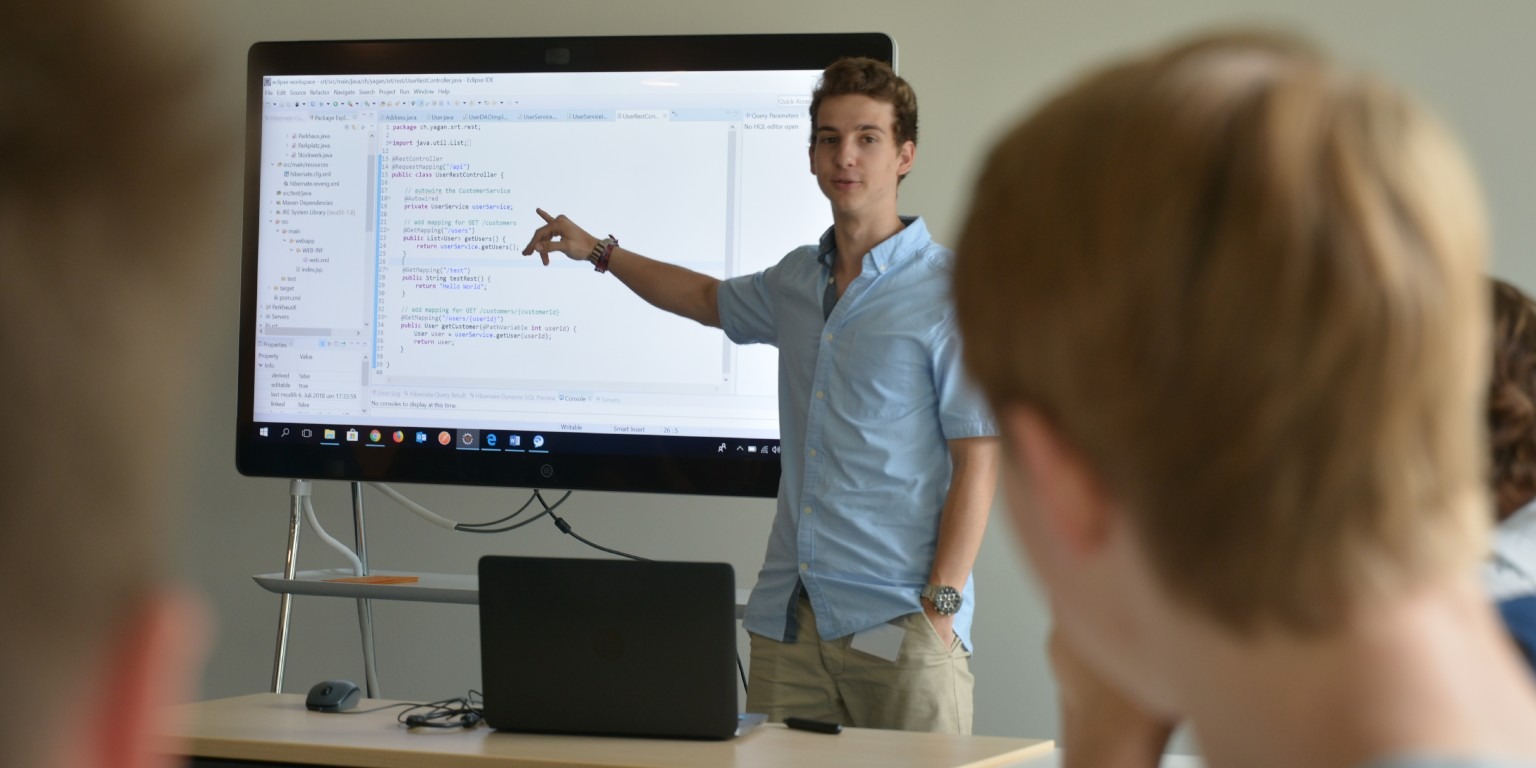 eclipse-workspace - srt/src/main/java/ch/yagan/srt/rest/UserRestController.java - Eclipse IDE
File Edit Source Refactor Navigate Search Project Run Window Help
Quick Access
Package Expl...
Address.java User.java UserDAOImpl... UserService... UserServiceI... UserRestCon...
Query Parameters
No HQL editor open
Parkhaus.java
Parkplatz.java
Stockwerk.java
src/main/resources
hibernate.cfg.xml
hibernate.reveng.xml
src/test/java
Maven Dependencies
JRE System Library
src
main
webapp
WEB-INF
web.xml
index.jsp
test
target
pom.xml
ParkhausX
Servers
Properties
Property Value
Info
derived false
editable true
last modifi 4. Juli 2018 um 11:33:56
linked false
1 package ch.yagan.srt.rest;
2
3 import java.util.List;
12
13 @RestController
14 @RequestMapping("/api")
15 public class UserRestController {
16
17 // autowire the CustomerService
18 @Autowired
19 private UserService userService;
20
21 // add mapping for GET /customers
22 @GetMapping("/users")
23 public List<User> getUsers() {
24 return userService.getUsers();
25 }
26
27 @GetMapping("/test")
28 public String testRest() {
29 return "Hello World";
30 }
31
32 // add mapping for GET /customers/{customerId}
33 @GetMapping("/users/{userId}")
34 public User getCustomer(@PathVariable int userId) {
35 User user = userService.getUser(userId);
36 return user;
37 }
38
39 }
40
Error Log Hibernate Query Result Hibernate Dynamic SQL Preview Console Servers
No consoles to display at this time.
Writable Smart Insert 26 : 5